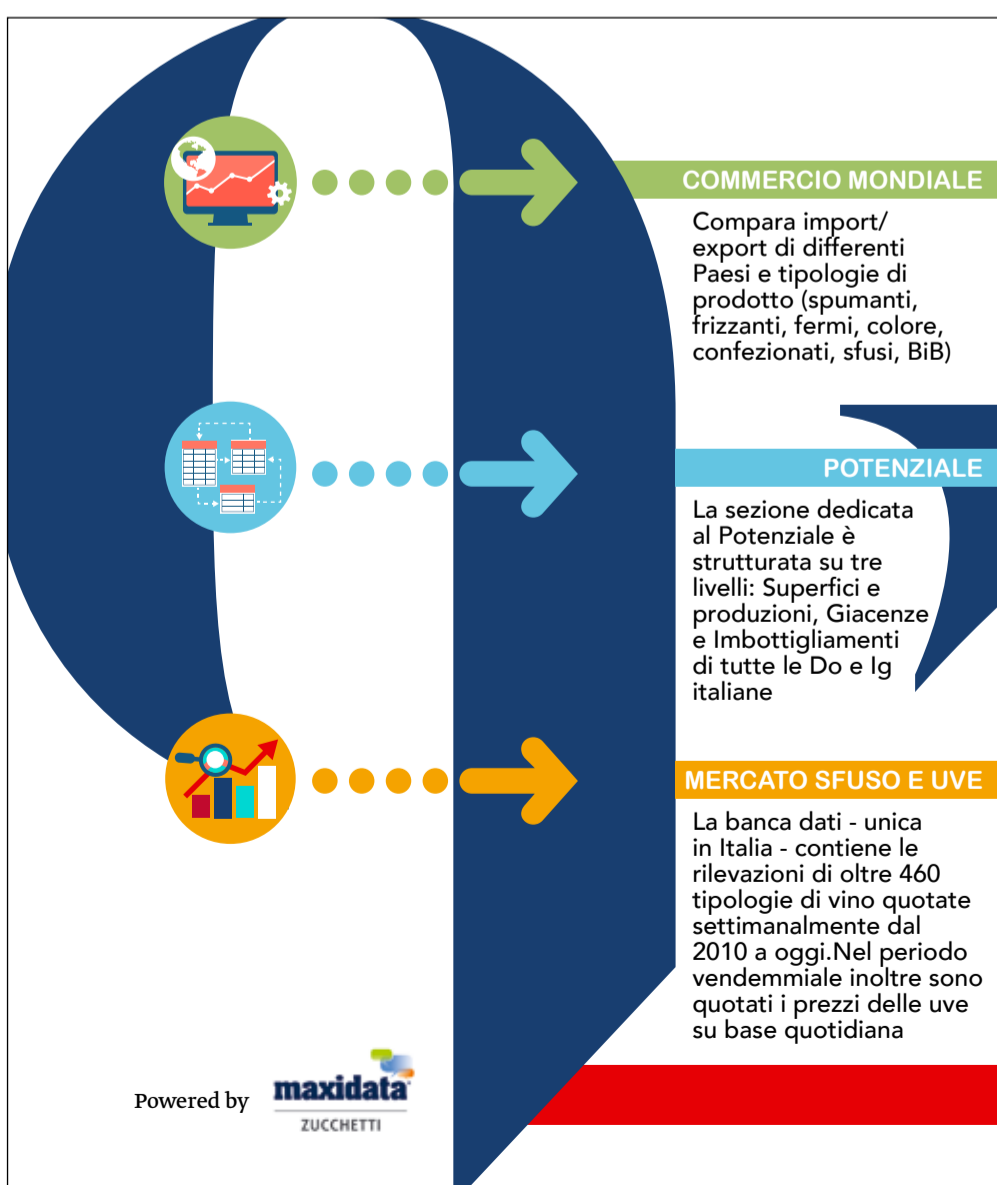 COMMERCIO MONDIALE
Compara import/
export di differenti
Paesi e tipologie di
prodotto (spumanti,
frizzanti, fermi, colore,
confezionati, sfusi, BiB)
POTENZIALE
La sezione dedicata
al Potenziale è
strutturata su tre
livelli: Superfici e
produzioni, Giacenze
e Imbottigliamenti
di tutte le Do e Ig
italiane
MERCATO SFUSO E UVE
La banca dati - unica
in Italia - contiene le
rilevazioni di oltre 460
tipologie di vino quotate
settimanalmente dal
2010 a oggi.Nel periodo
vendemmiale inoltre sono
quotati i prezzi delle uve
su base quotidiana
Powered by
maxidata
ZUCCHETTI